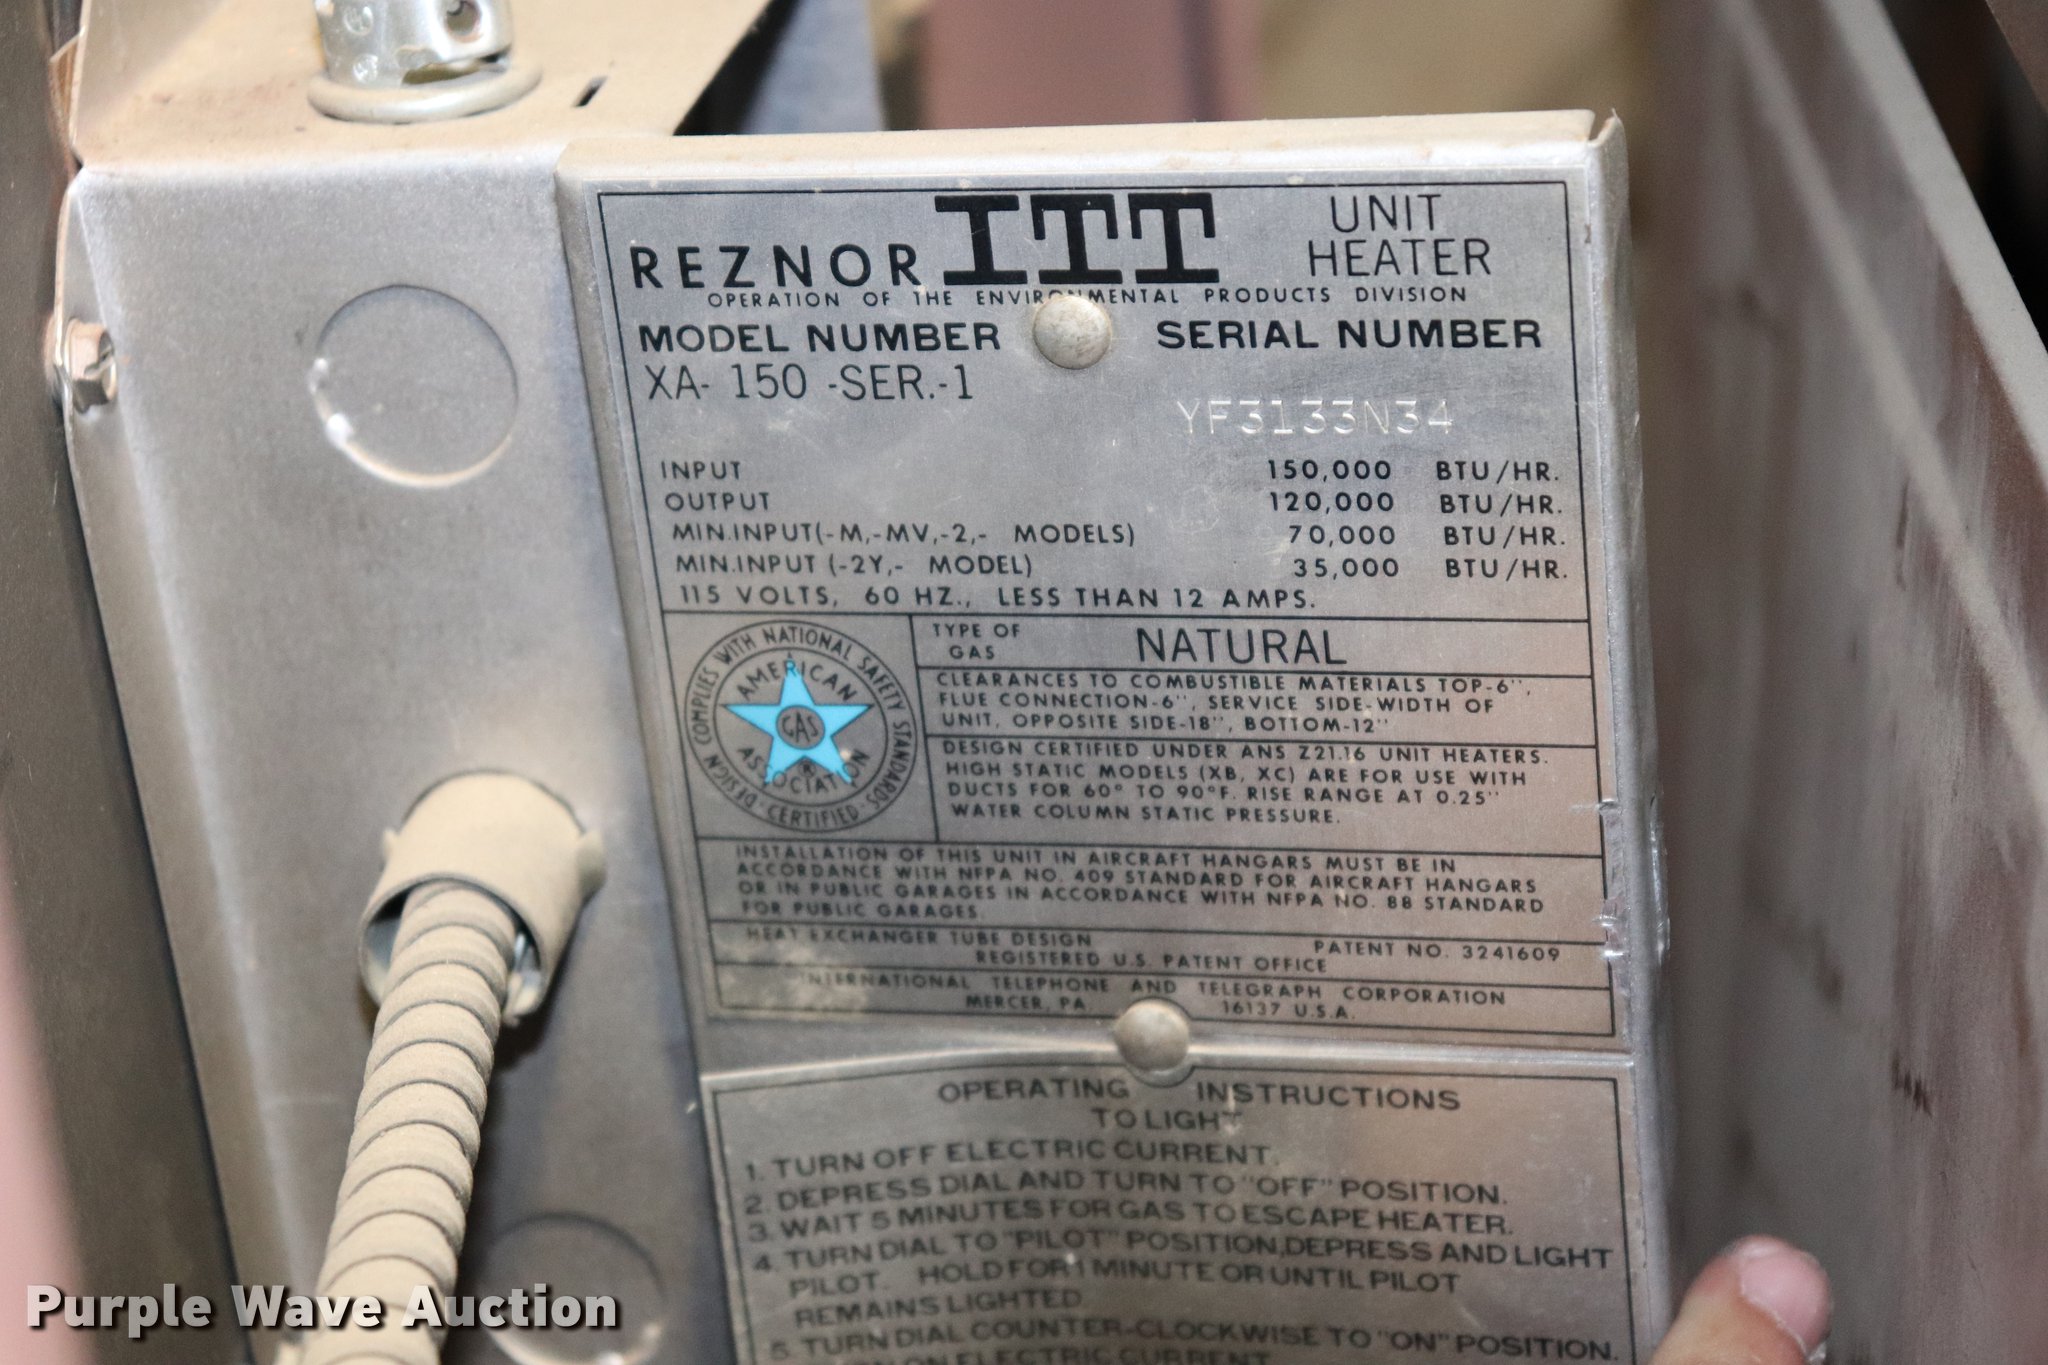 REZNOR ITT UNIT HEATER
OPERATION OF THE ENVIRONMENTAL PRODUCTS DIVISION
MODEL NUMBER SERIAL NUMBER
XA- 150 -SER.-1
YF3133N34
INPUT 150,000 BTU/HR.
OUTPUT 120,000 BTU/HR.
MIN.INPUT(-M,-MV,-2,- MODELS) 70,000 BTU/HR.
MIN.INPUT (-2Y,- MODEL) 35,000 BTU/HR.
115 VOLTS, 60 HZ., LESS THAN 12 AMPS.
DESIGN · CERTIFIED · COMPLIES WITH NATIONAL SAFETY STANDARDS
AMERICAN GAS ASSOCIATION ®
TYPE OF GAS NATURAL
CLEARANCES TO COMBUSTIBLE MATERIALS TOP-6'',
FLUE CONNECTION-6'', SERVICE SIDE-WIDTH OF
UNIT, OPPOSITE SIDE-18'', BOTTOM-12''
DESIGN CERTIFIED UNDER ANS Z21.16 UNIT HEATERS.
HIGH STATIC MODELS (XB, XC) ARE FOR USE WITH
DUCTS FOR 60° TO 90°F. RISE RANGE AT 0.25''
WATER COLUMN STATIC PRESSURE.
INSTALLATION OF THIS UNIT IN AIRCRAFT HANGARS MUST BE IN
ACCORDANCE WITH NFPA NO. 409 STANDARD FOR AIRCRAFT HANGARS
OR IN PUBLIC GARAGES IN ACCORDANCE WITH NFPA NO. 88 STANDARD
FOR PUBLIC GARAGES.
HEAT EXCHANGER TUBE DESIGN PATENT NO. 3241609
REGISTERED U.S. PATENT OFFICE
INTERNATIONAL TELEPHONE AND TELEGRAPH CORPORATION
MERCER, PA. 16137 U.S.A.
OPERATING INSTRUCTIONS
TO LIGHT
1. TURN OFF ELECTRIC CURRENT.
2. DEPRESS DIAL AND TURN TO "OFF" POSITION.
3. WAIT 5 MINUTES FOR GAS TO ESCAPE HEATER.
4. TURN DIAL TO "PILOT" POSITION, DEPRESS AND LIGHT
PILOT. HOLD FOR 1 MINUTE OR UNTIL PILOT
REMAINS LIGHTED.
5. TURN DIAL COUNTER-CLOCKWISE TO "ON" POSITION.
ON ELECTRIC CURRENT
Purple Wave Auction